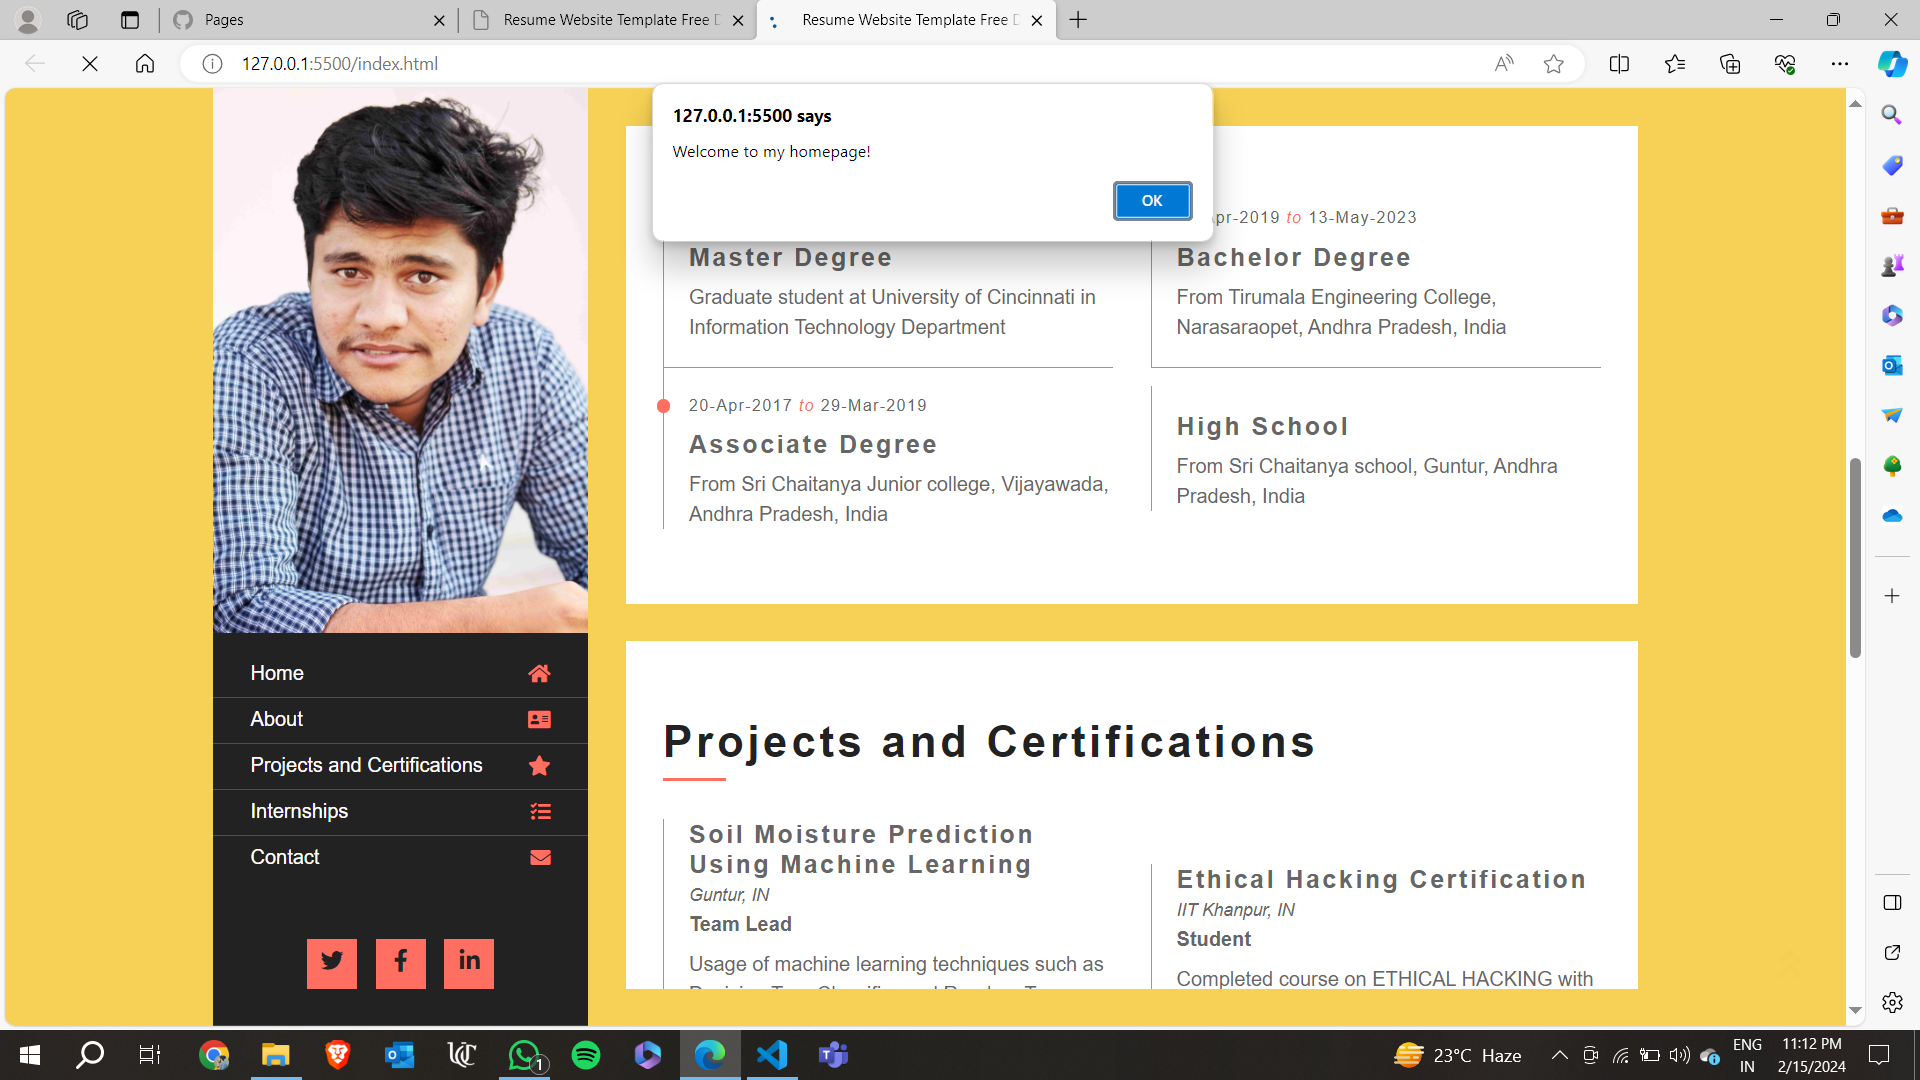 Pages
Resume Website Template Free D
Resume Website Template Free D
127.0.0.1:5500/index.html
127.0.0.1:5500 says
Welcome to my homepage!
OK
pr-2019 to 13-May-2023
Master Degree
Graduate student at University of Cincinnati in
Information Technology Department
Bachelor Degree
From Tirumala Engineering College,
Narasaraopet, Andhra Pradesh, India
20-Apr-2017 to 29-Mar-2019
Associate Degree
From Sri Chaitanya Junior college, Vijayawada,
Andhra Pradesh, India
High School
From Sri Chaitanya school, Guntur, Andhra
Pradesh, India
Home
About
Projects and Certifications
Internships
Contact
Projects and Certifications
Soil Moisture Prediction
Using Machine Learning
Guntur, IN
Team Lead
Usage of machine learning techniques such as
Ethical Hacking Certification
IIT Khanpur, IN
Student
Completed course on ETHICAL HACKING with
1
23°C Haze
ENG
IN
11:12 PM
2/15/2024